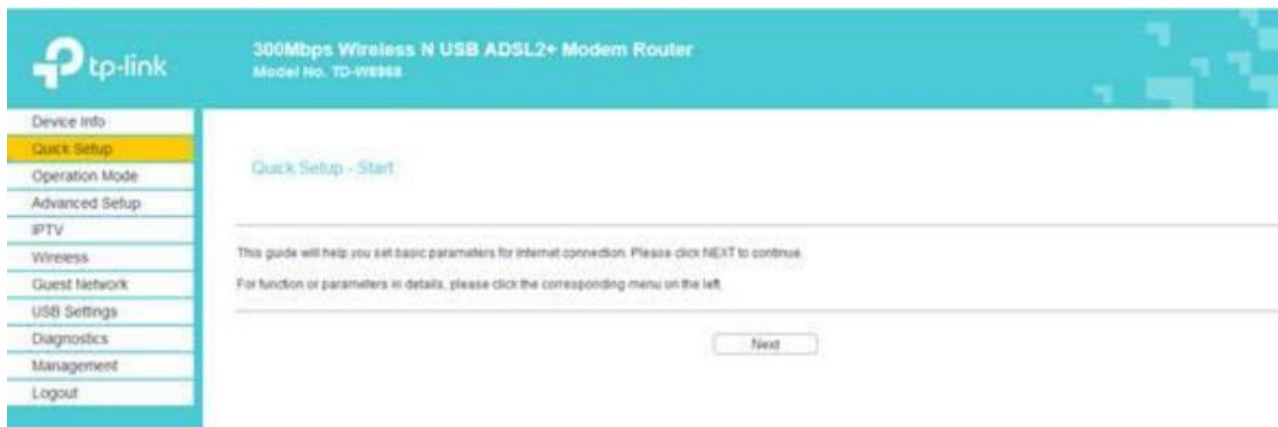 tp-link
300Mbps Wireless N USB ADSL2+ Modem Router
Model No. TD-W8968
Device Info
Quick Setup
Operation Mode
Advanced Setup
IPTV
Wireless
Guest Network
USB Settings
Diagnostics
Management
Logout
Quick Setup - Start
This guide will help you set basic parameters for Internet connection. Please click NEXT to continue.
For function or parameters in details, please click the corresponding menu on the left.
Next